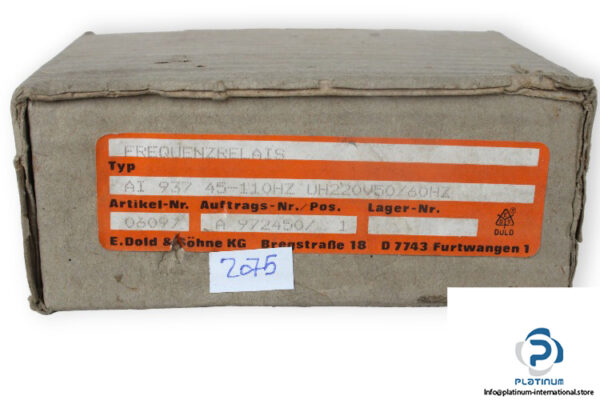 FREQUENZRELAIS
Typ
AI 937 45-110HZ UH220V50/60HZ
Artikel-Nr. Auftrags-Nr./Pos. Lager-Nr.
06097 A 972450/ 1
DOLD
E.Dold & Söhne KG Bregstraße 18 D 7743 Furtwangen 1
2075
PLATINUM
Info@platinum-international.store